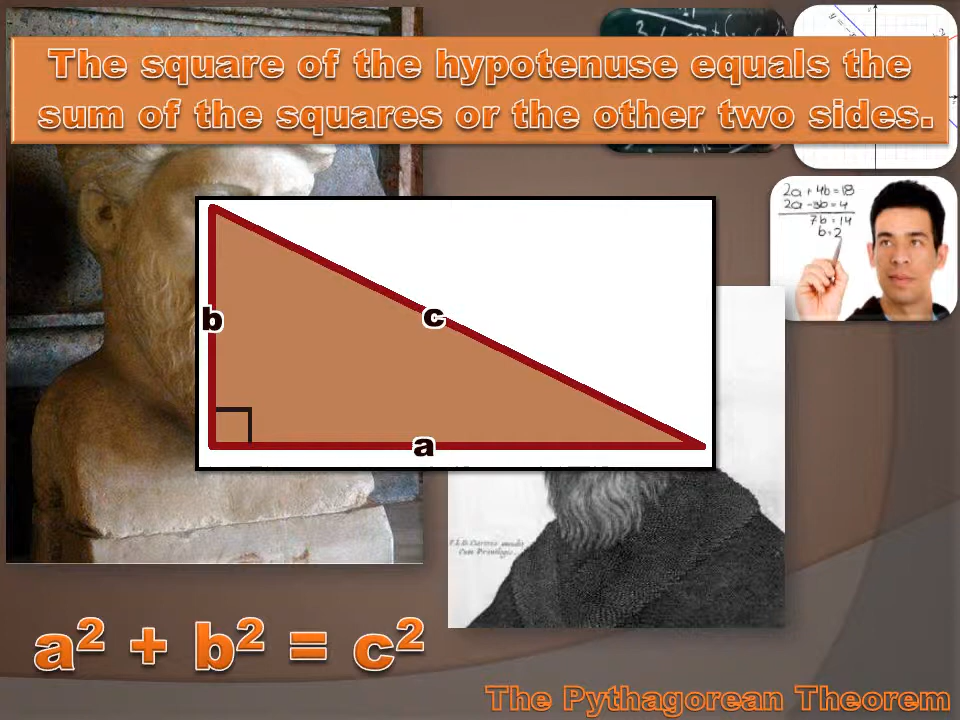 The square of the hypotenuse equals the
sum of the squares or the other two sides.
2a + 4b = 18
2a - 3b = 4
7b = 14
b = 2
b
c
a
a² + b² = c²
The Pythagorean Theorem